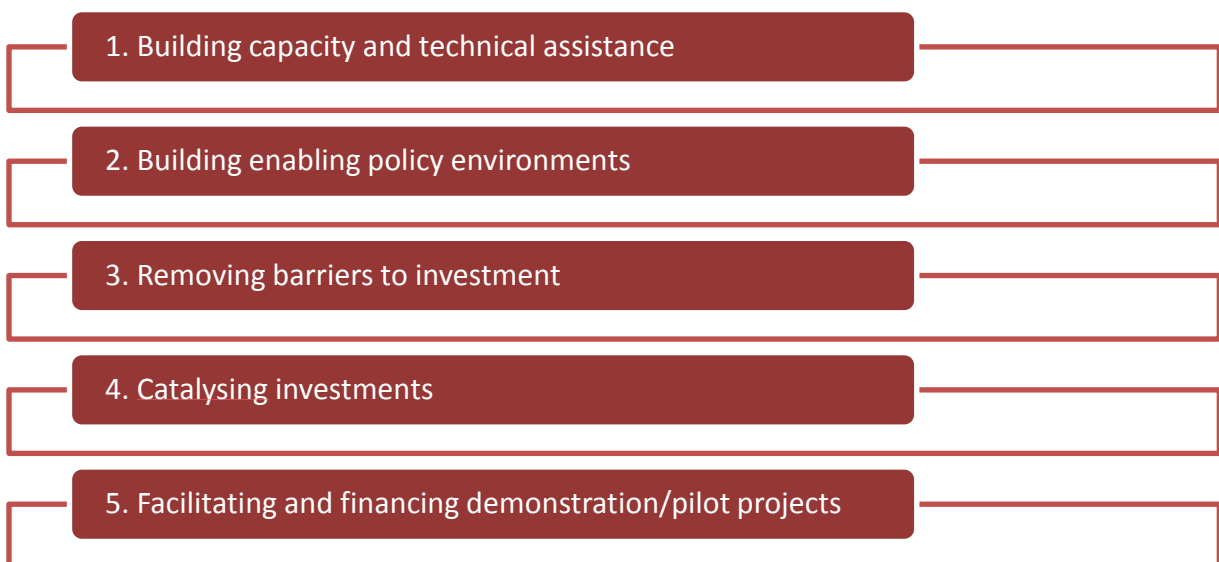 1. Building capacity and technical assistance
2. Building enabling policy environments
3. Removing barriers to investment
4. Catalysing investments
5. Facilitating and financing demonstration/pilot projects